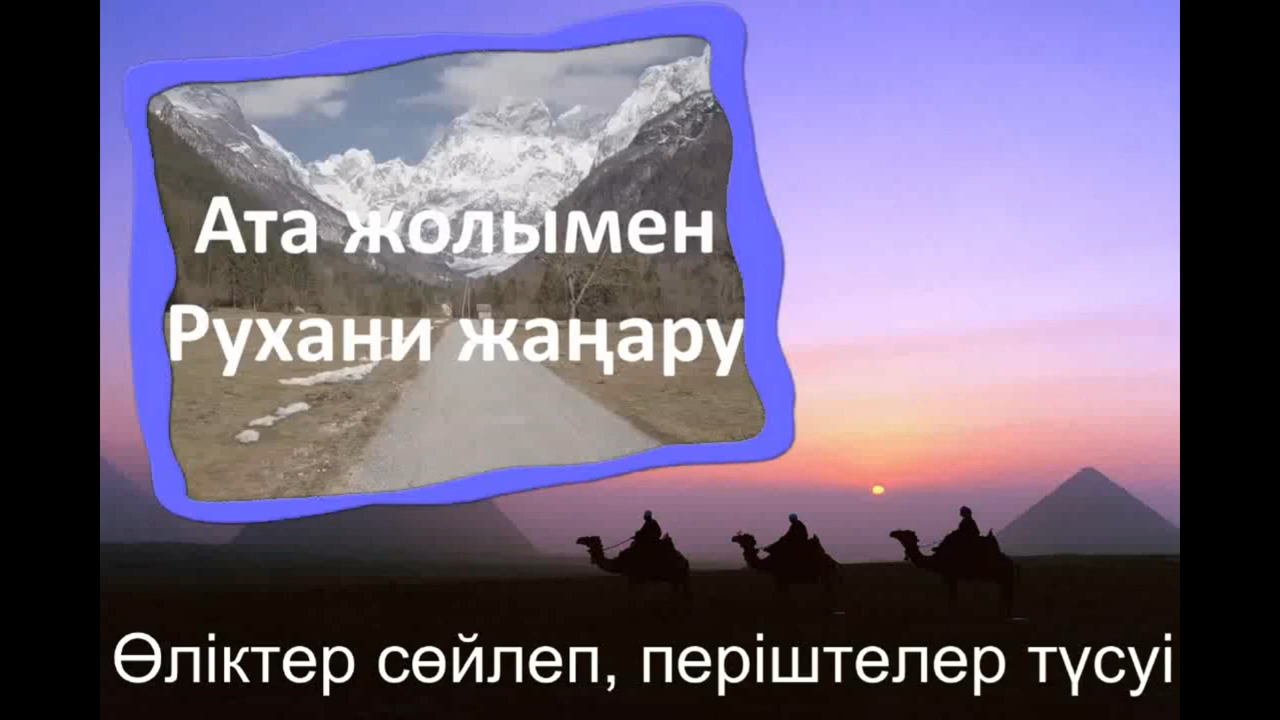 Ата жолымен
Рухани жаңару
Өліктер сөйлеп, періштелер түсуі